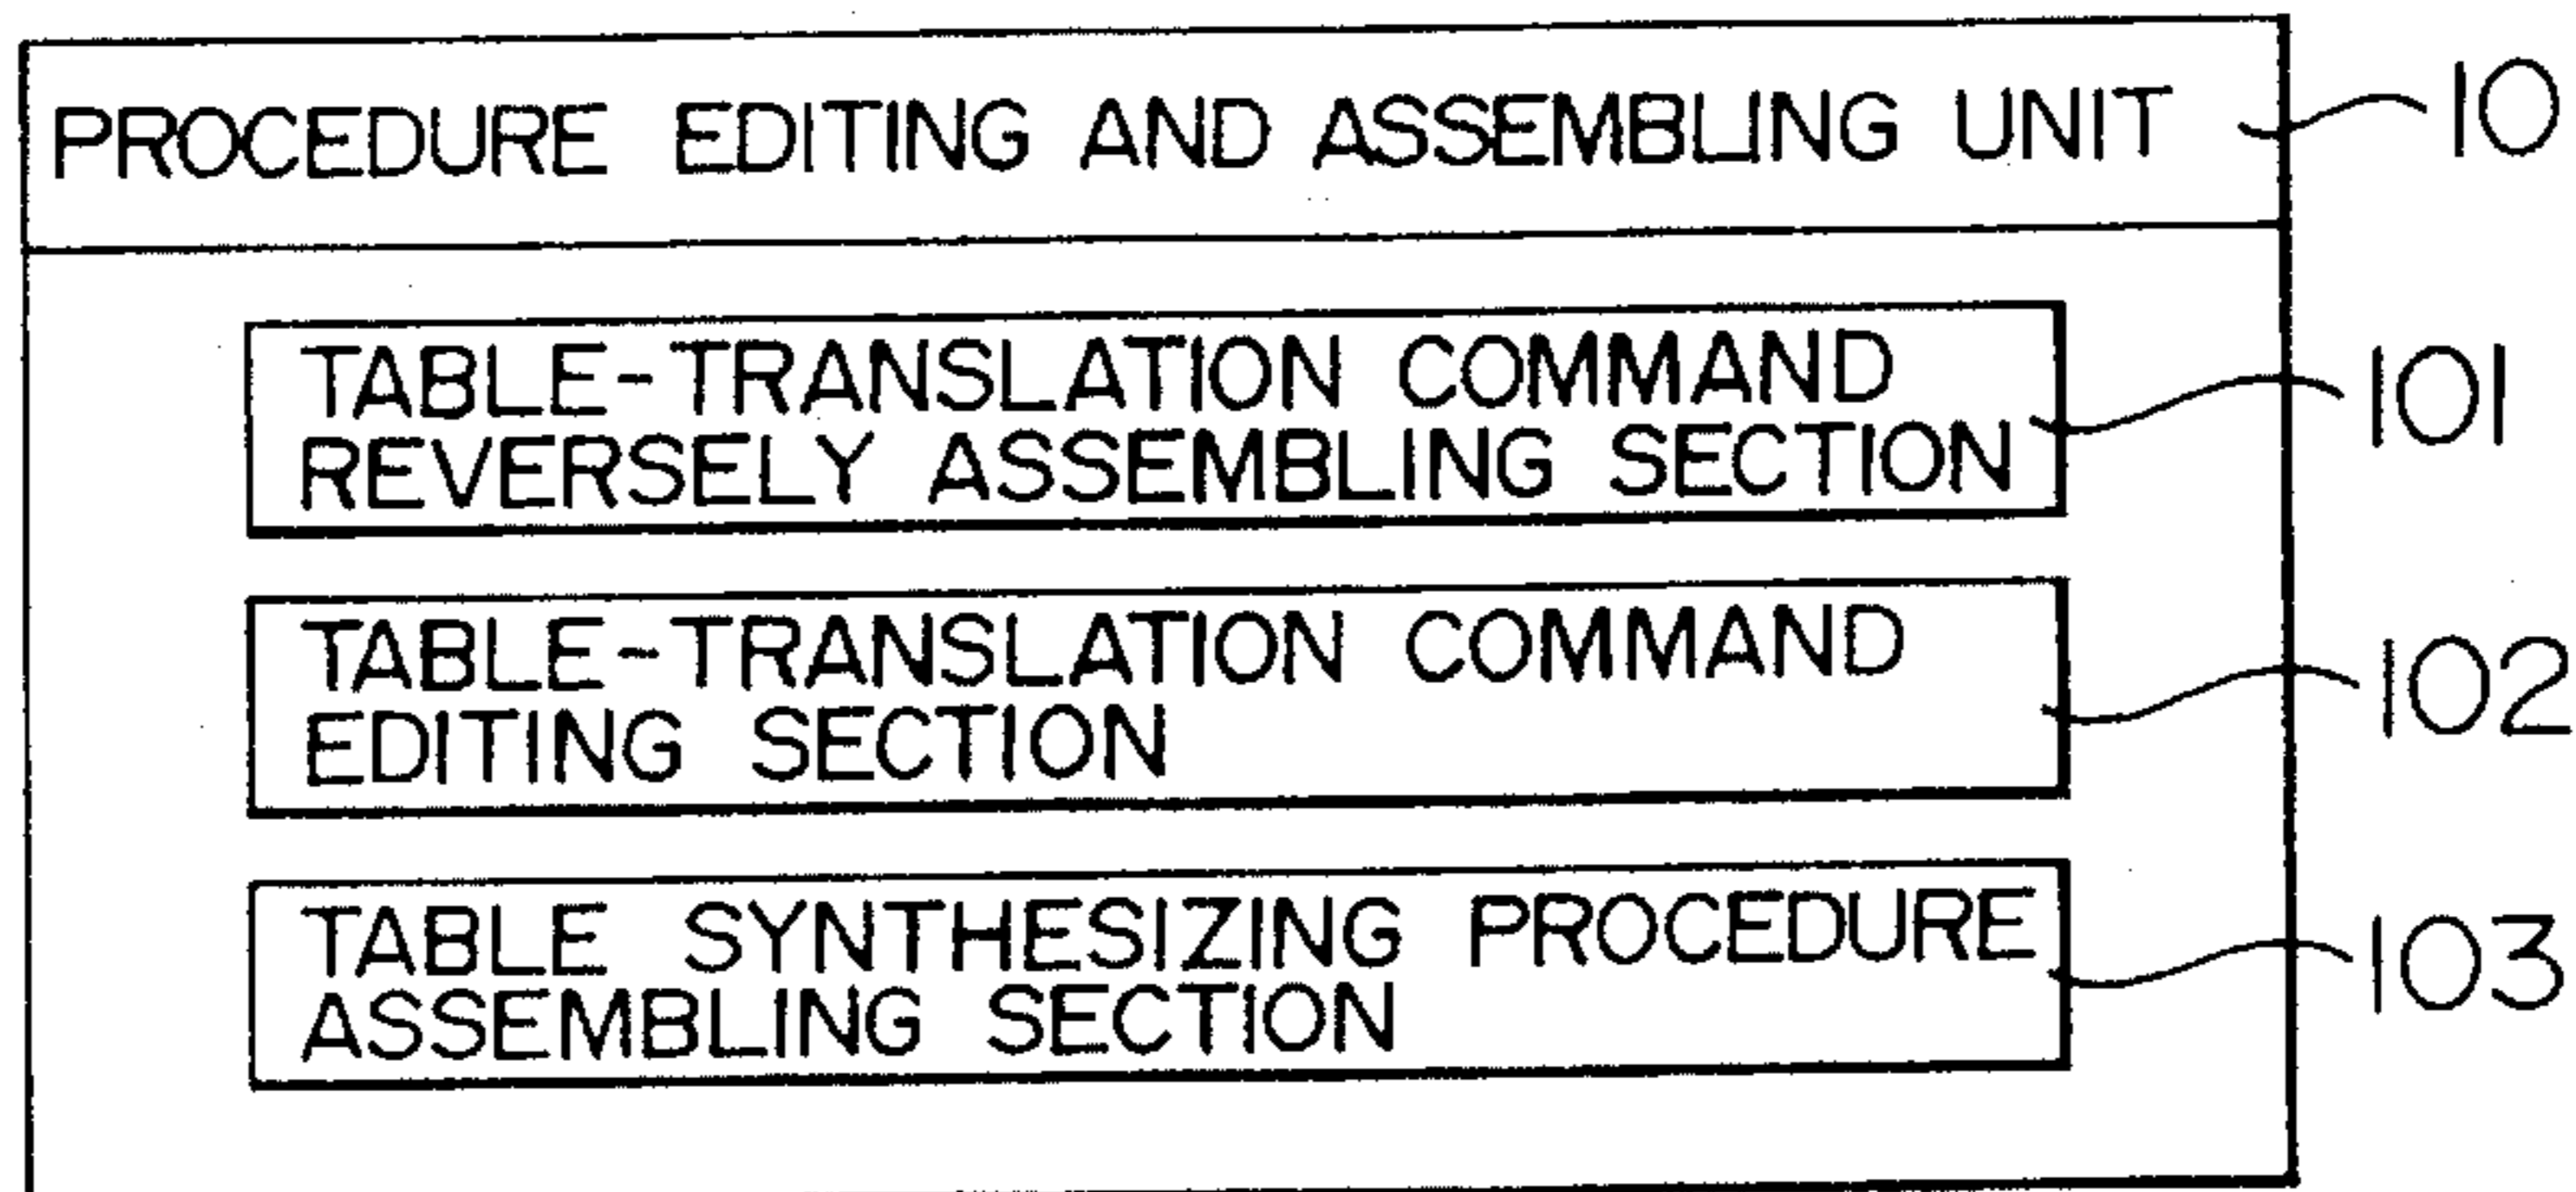 PROCEDURE EDITING AND ASSEMBLING UNIT 10
TABLE-TRANSLATION COMMAND
REVERSELY ASSEMBLING SECTION
101
TABLE-TRANSLATION COMMAND
EDITING SECTION
102
TABLE SYNTHESIZING PROCEDURE
ASSEMBLING SECTION
103